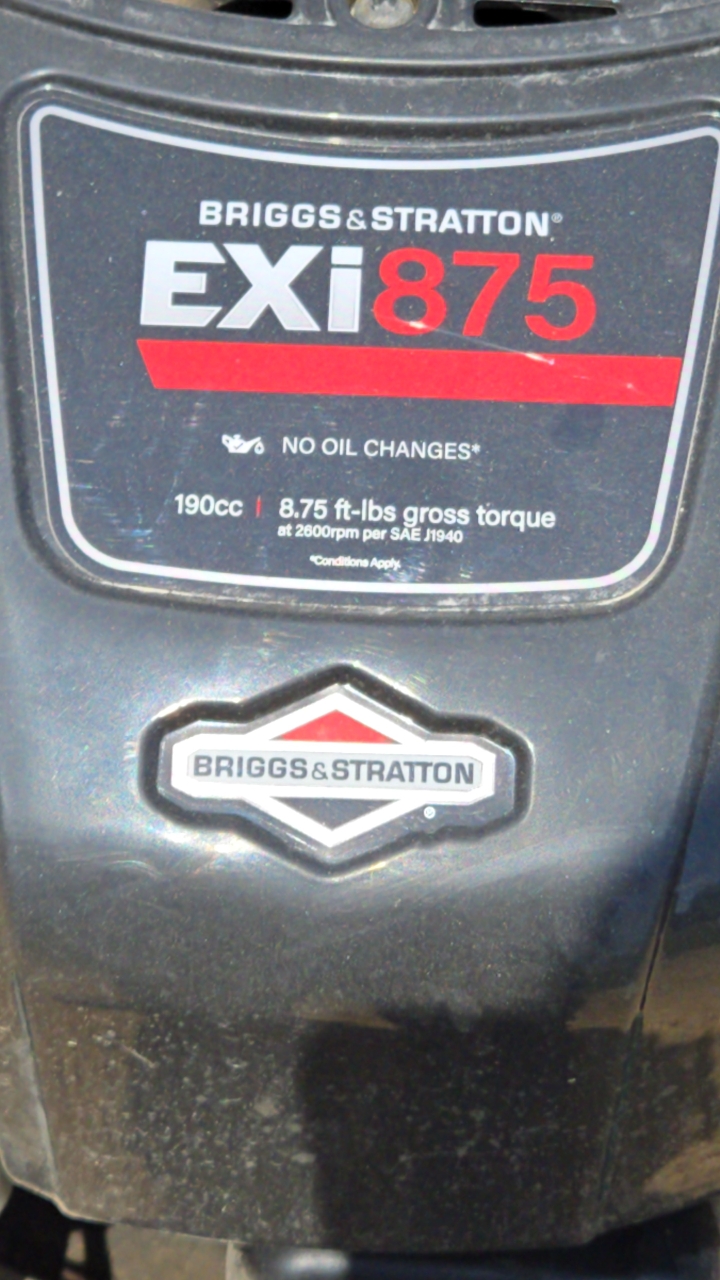 BRIGGS&STRATTON®
EXi875
NO OIL CHANGES*
190cc | 8.75 ft-lbs gross torque
at 2600rpm per SAE J1940
*Conditions Apply.
BRIGGS&STRATTON
®